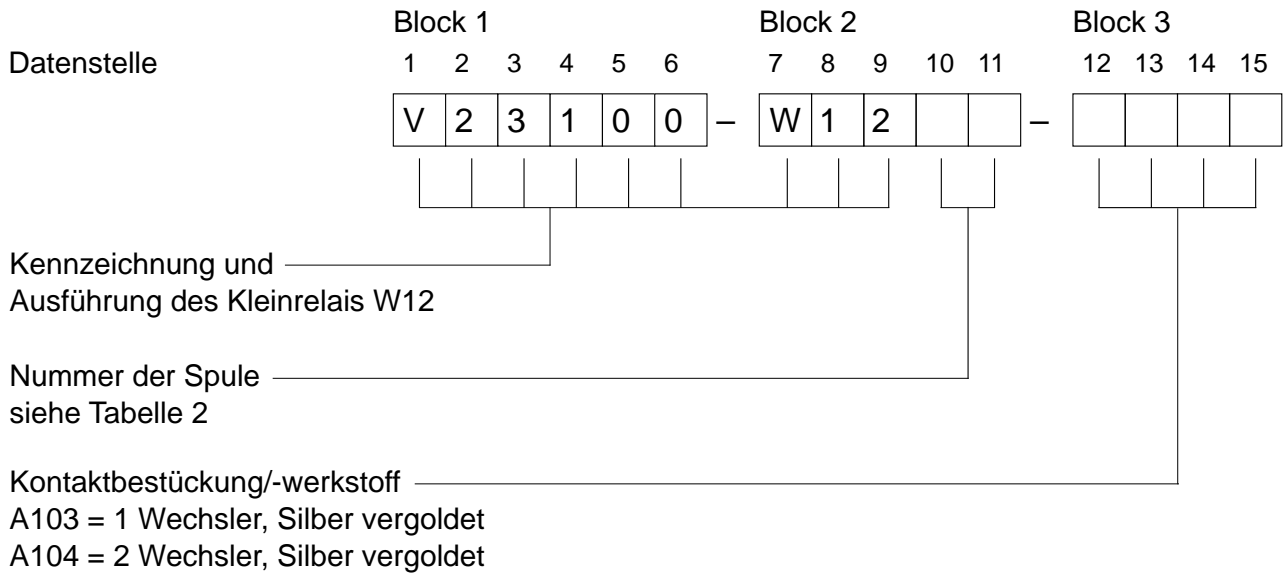 Block 1 Block 2 Block 3
Datenstelle 1 2 3 4 5 6 7 8 9 10 11 12 13 14 15
V 2 3 1 0 0 – W 1 2 –
Kennzeichnung und
Ausführung des Kleinrelais W12
Nummer der Spule
siehe Tabelle 2
Kontaktbestückung/-werkstoff
A103 = 1 Wechsler, Silber vergoldet
A104 = 2 Wechsler, Silber vergoldet